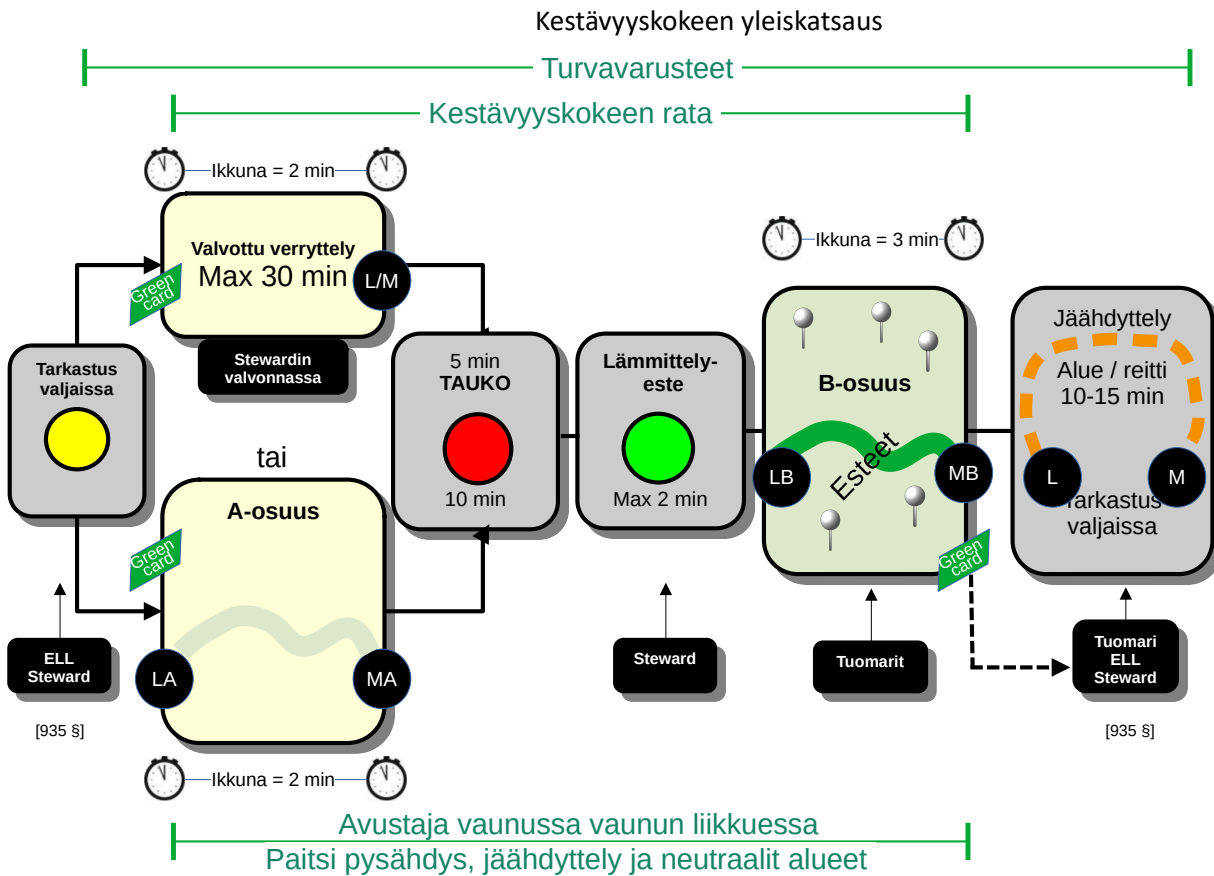 Kestävyyskokeen yleiskatsaus
Turvavarusteet
Kestävyyskokeen rata
Ikkuna = 2 min
Valvottu verryttely
Max 30 min
L/M
Green
card
Stewardin
valvonnassa
Tarkastus
valjaissa
tai
A-osuus
Green
card
LA
MA
ELL
Steward
[935 §]
Ikkuna = 2 min
5 min
TAUKO
10 min
Lämmittely-
este
Max 2 min
Steward
Ikkuna = 3 min
B-osuus
Esteet
LB
MB
Green
card
Tuomarit
Jäähdyttely
Alue / reitti
10-15 min
L
M
Tarkastus
valjaissa
Tuomari
ELL
Steward
[935 §]
Avustaja vaunussa vaunun liikkuessa
Paitsi pysähdys, jäähdyttely ja neutraalit alueet